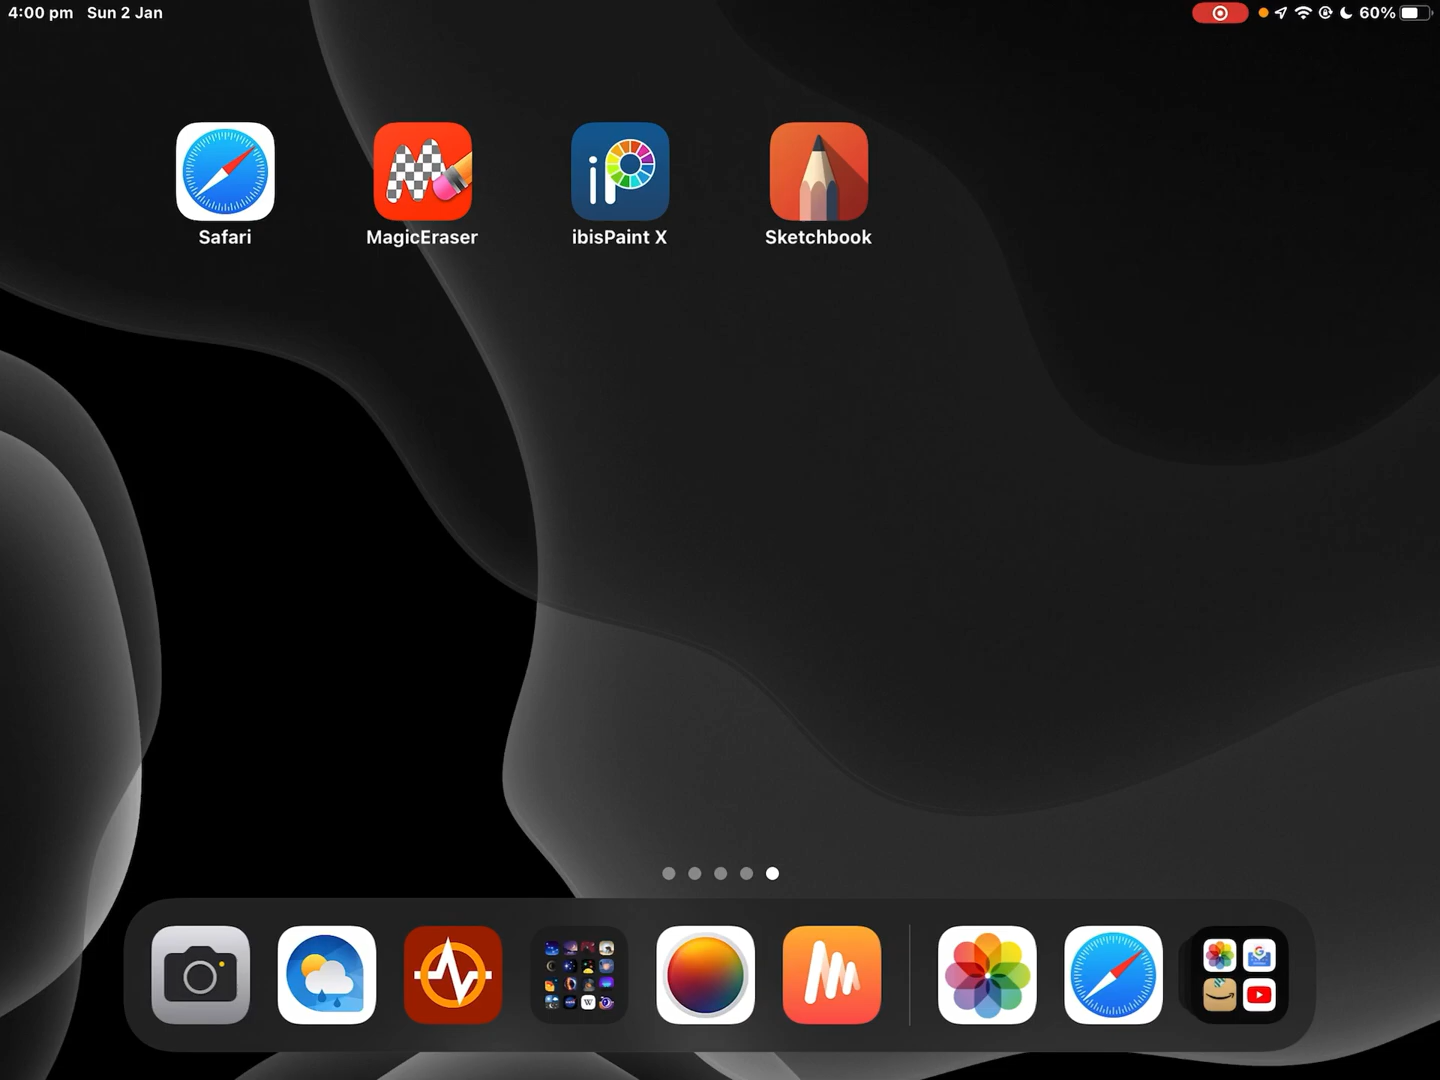 4:00 pm Sun 2 Jan
60%
Safari
MagicEraser
ibisPaint X
Sketchbook